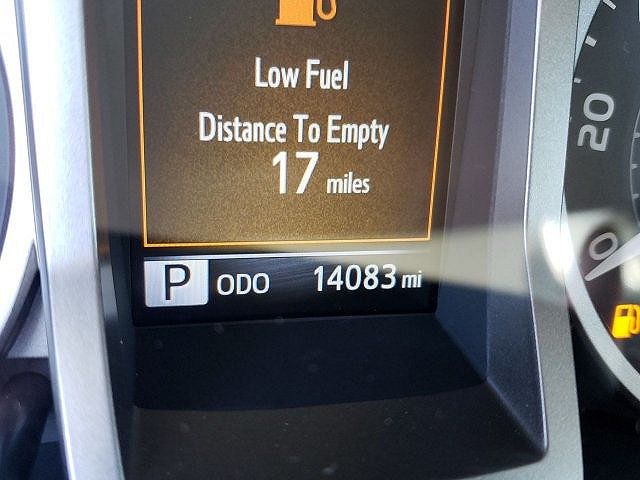 Low Fuel
Distance To Empty
17 miles
P ODO 14083 mi
20
0